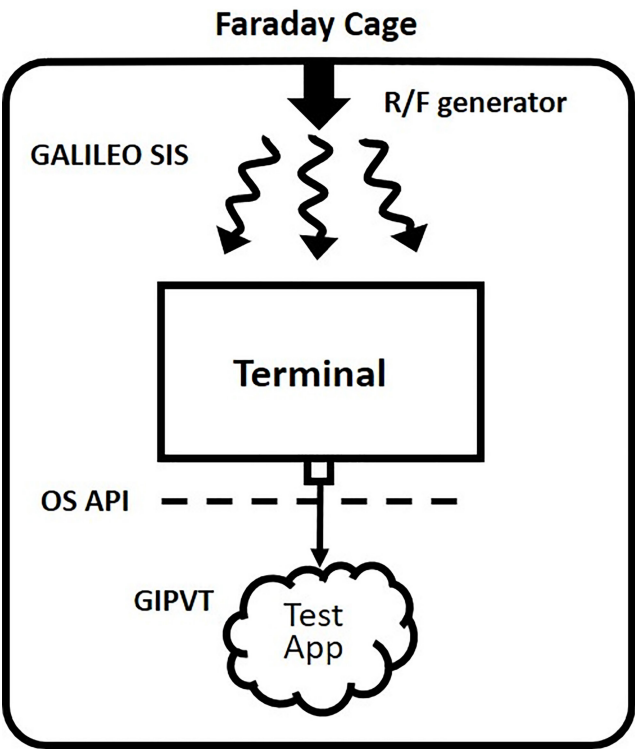 Faraday Cage
R/F generator
GALILEO SIS
Terminal
OS API
GIPVT
Test
App